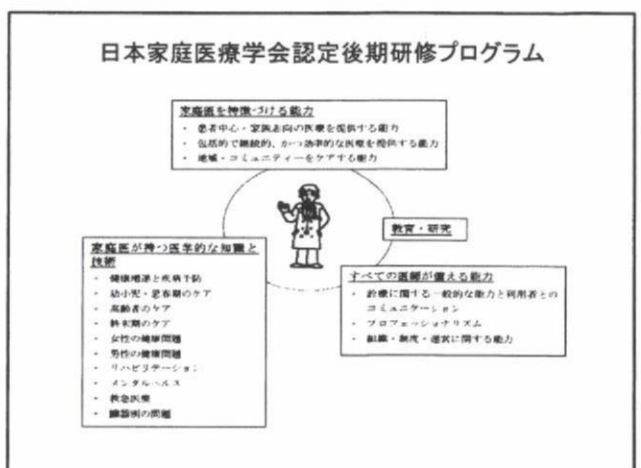 日本家庭医療学会認定後期研修プログラム
家庭医を特徴づける能力
・ 患者中心・家族志向の医療を提供する能力
・ 包括的で継続的、かつ効率的な医療を提供する能力
・ 地域・コミュニティーをケアする能力
教育・研究
家庭医が持つ医学的な知識と
技術
・ 健康増進と疾病予防
・ 幼小児・思春期のケア
・ 高齢者のケア
・ 終末期のケア
・ 女性の健康問題
・ 男性の健康問題
・ リハビリテーション
・ メンタルヘルス
・ 救急医療
・ 臓器別の問題
すべての医師が備える能力
・ 診療に関する一般的な能力と利用者との
コミュニケーション
・ プロフェッショナリズム
・ 組織・制度・運営に関する能力